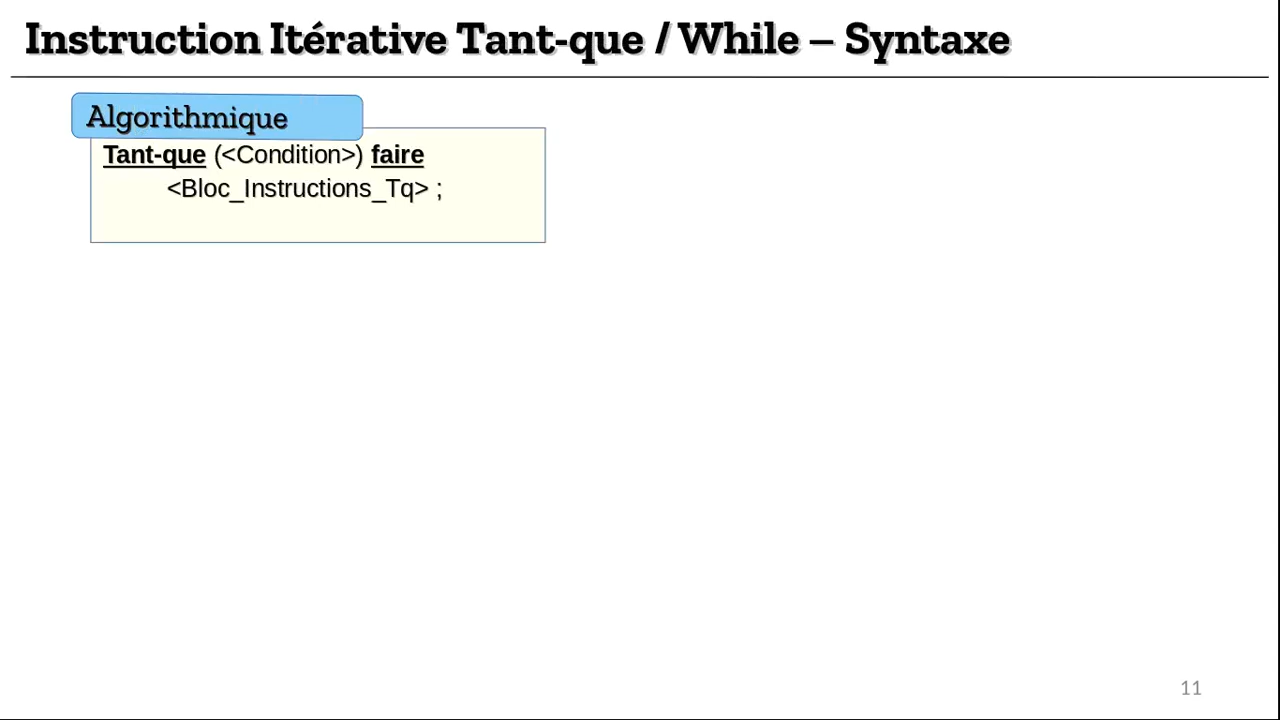 Instruction Itérative Tant-que / While – Syntaxe
Algorithmique
Tant-que (<Condition>) faire
<Bloc_Instructions_Tq> ;
11